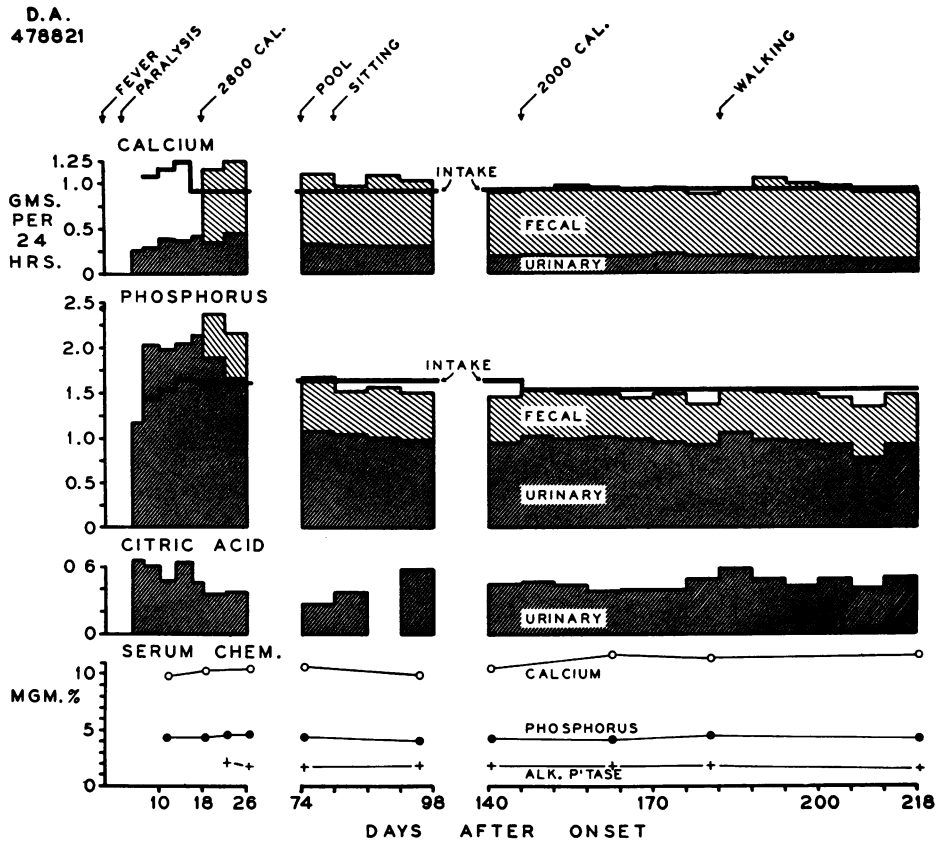 D.A.
478821
FEVER
PARALYSIS
2800 CAL.
POOL
SITTING
2000 CAL.
WALKING
CALCIUM
1.25
1.0
0.5
0
GMS.
PER
24
HRS.
INTAKE
FECAL
URINARY
PHOSPHORUS
2.5
2.0
1.5
1.0
0.5
0
INTAKE
FECAL
URINARY
CITRIC ACID
0 6
0
URINARY
SERUM CHEM.
10
5
0
MGM.%
CALCIUM
PHOSPHORUS
ALK. P'TASE
10 18 26 74 98 140 170 200 218
DAYS AFTER ONSET